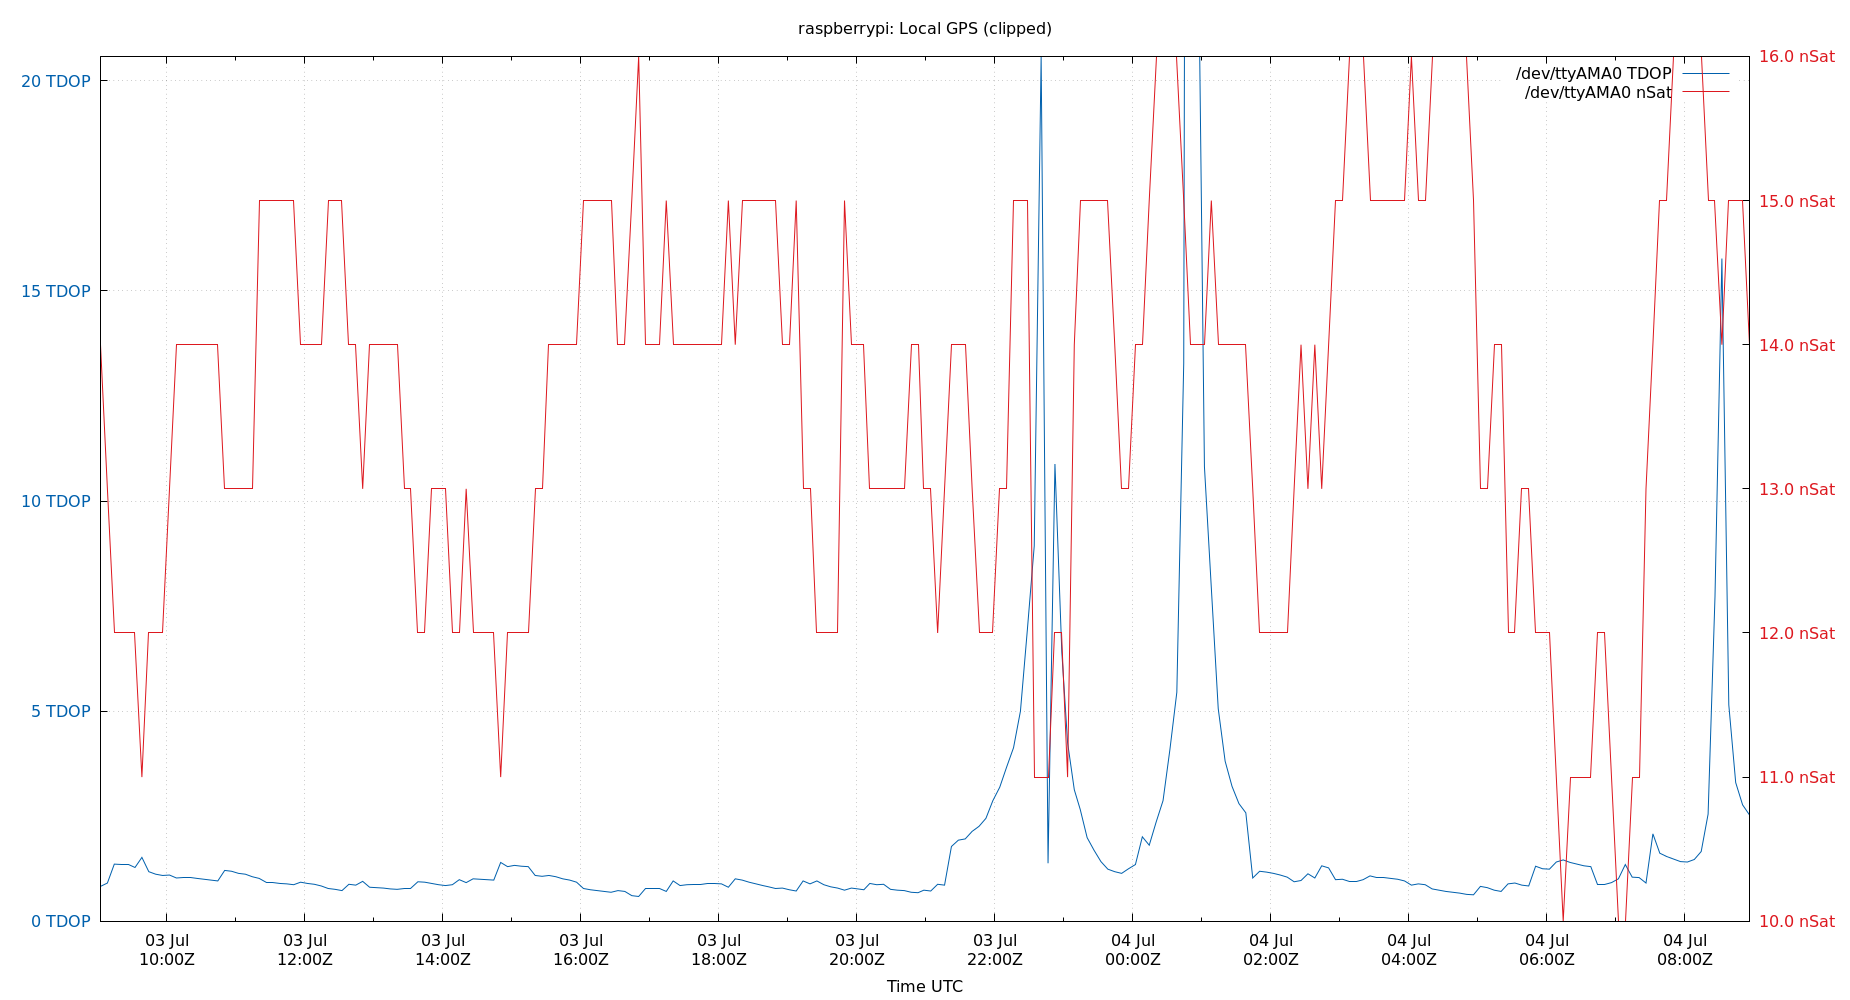 raspberrypi: Local GPS (clipped)
/dev/ttyAMA0 TDOP
/dev/ttyAMA0 nSat
20 TDOP
15 TDOP
10 TDOP
5 TDOP
0 TDOP
16.0 nSat
15.0 nSat
14.0 nSat
13.0 nSat
12.0 nSat
11.0 nSat
10.0 nSat
03 Jul
10:00Z
03 Jul
12:00Z
03 Jul
14:00Z
03 Jul
16:00Z
03 Jul
18:00Z
03 Jul
20:00Z
03 Jul
22:00Z
04 Jul
00:00Z
04 Jul
02:00Z
04 Jul
04:00Z
04 Jul
06:00Z
04 Jul
08:00Z
Time UTC